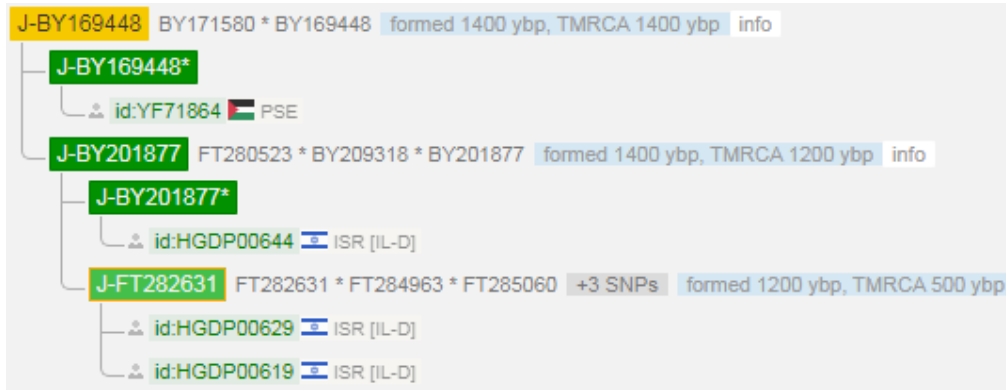 J-BY169448 BY171580 * BY169448 formed 1400 ybp, TMRCA 1400 ybp info
J-BY169448*
id:YF71864 PSE
J-BY201877 FT280523 * BY209318 * BY201877 formed 1400 ybp, TMRCA 1200 ybp info
J-BY201877*
id:HGDP00644 ISR [IL-D]
J-FT282631 FT282631 * FT284963 * FT285060 +3 SNPs formed 1200 ybp, TMRCA 500 ybp
id:HGDP00629 ISR [IL-D]
id:HGDP00619 ISR [IL-D]